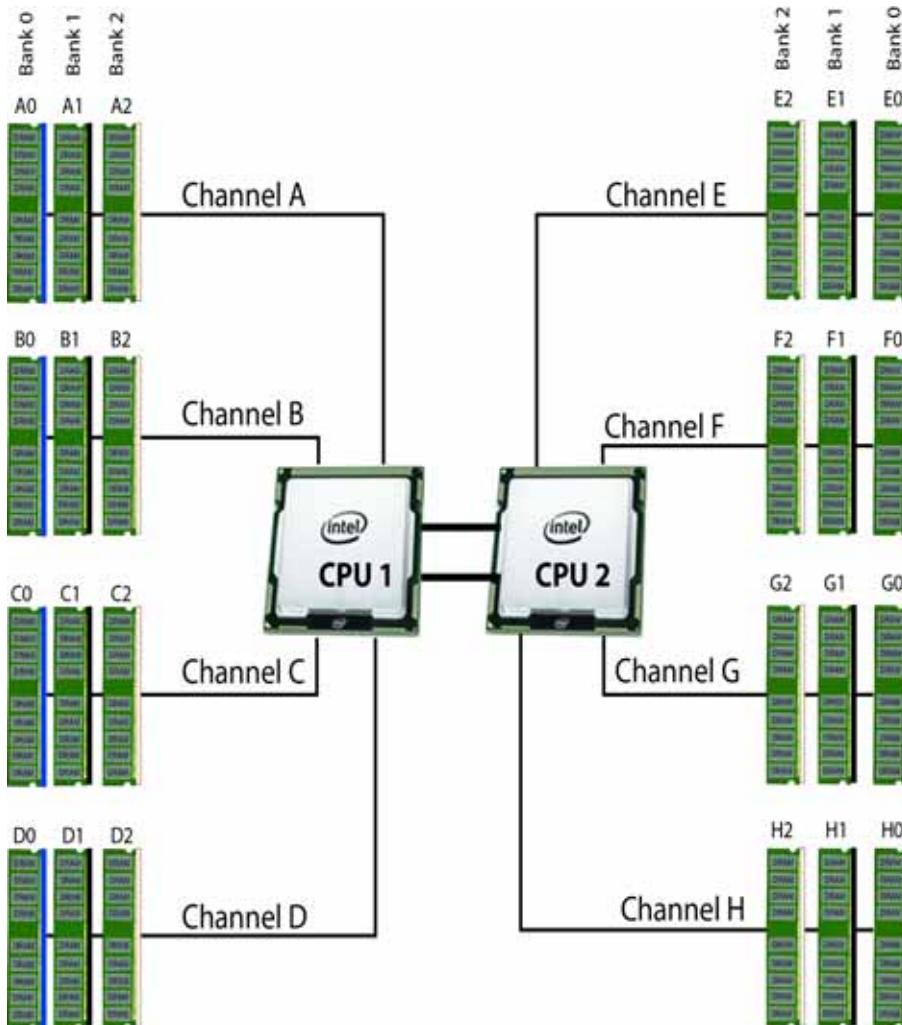 Bank 0
Bank 1
Bank 2
Bank 2
Bank 1
Bank 0
A0 A1 A2
E2 E1 E0
Channel A
Channel E
B0 B1 B2
F2 F1 F0
Channel B
Channel F
intel
CPU 1
intel
CPU 2
C0 C1 C2
G2 G1 G0
Channel C
Channel G
D0 D1 D2
H2 H1 H0
Channel D
Channel H